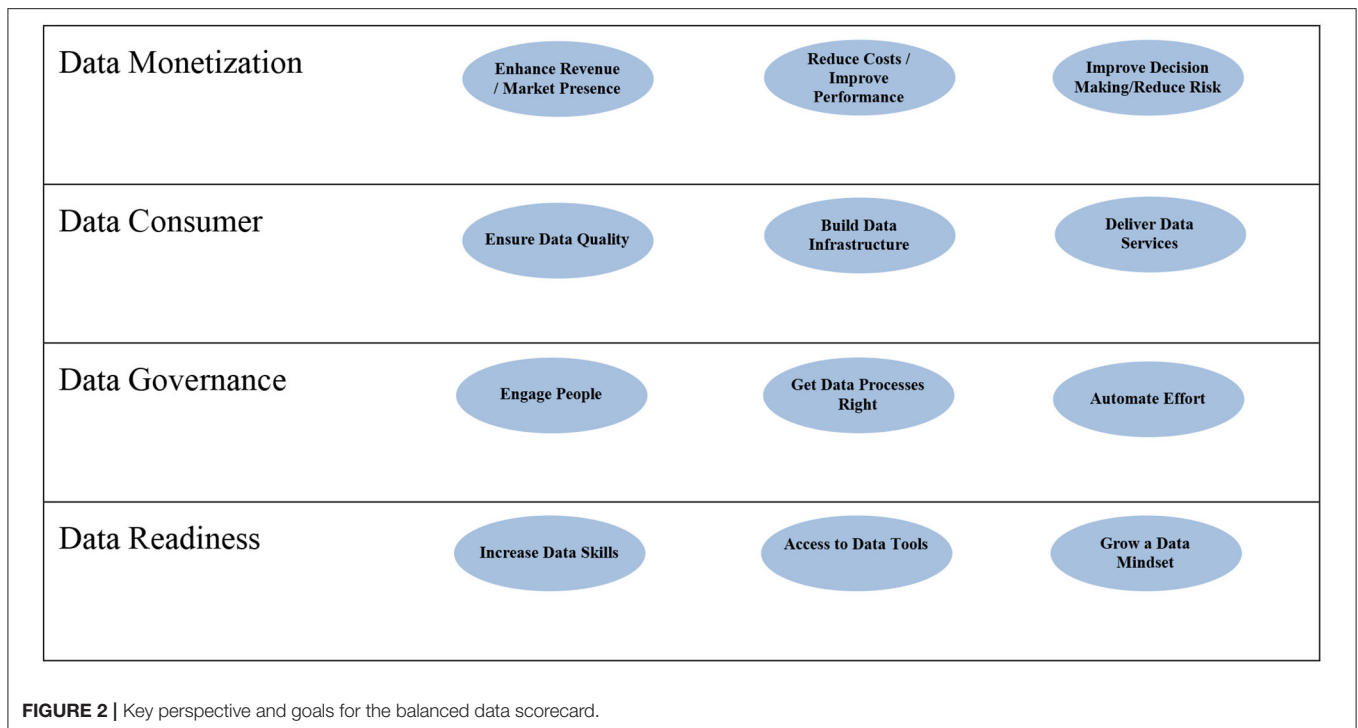 Data Monetization
Enhance Revenue
/ Market Presence
Reduce Costs /
Improve
Performance
Improve Decision
Making/Reduce Risk
Data Consumer
Ensure Data Quality
Build Data
Infrastructure
Deliver Data
Services
Data Governance
Engage People
Get Data Processes
Right
Automate Effort
Data Readiness
Increase Data Skills
Access to Data Tools
Grow a Data
Mindset
FIGURE 2 | Key perspective and goals for the balanced data scorecard.